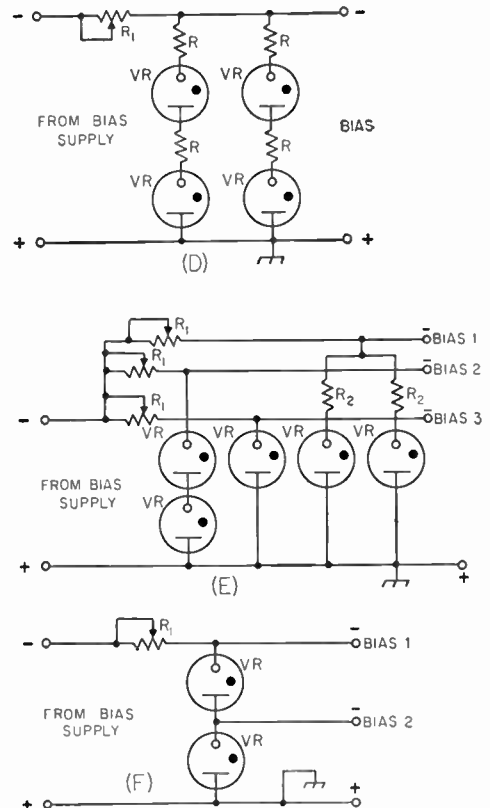 - R1 -
R R
VR VR
FROM BIAS
SUPPLY
BIAS
R R
VR VR
+ +
(D)
R1
- BIAS 1
R1
- BIAS 2
R1
R2 R2
- - BIAS 3
VR VR VR VR
FROM BIAS
SUPPLY
VR
+ +
(E)
- R1 - BIAS 1
VR
FROM BIAS
SUPPLY
- BIAS 2
VR
+ +
(F)